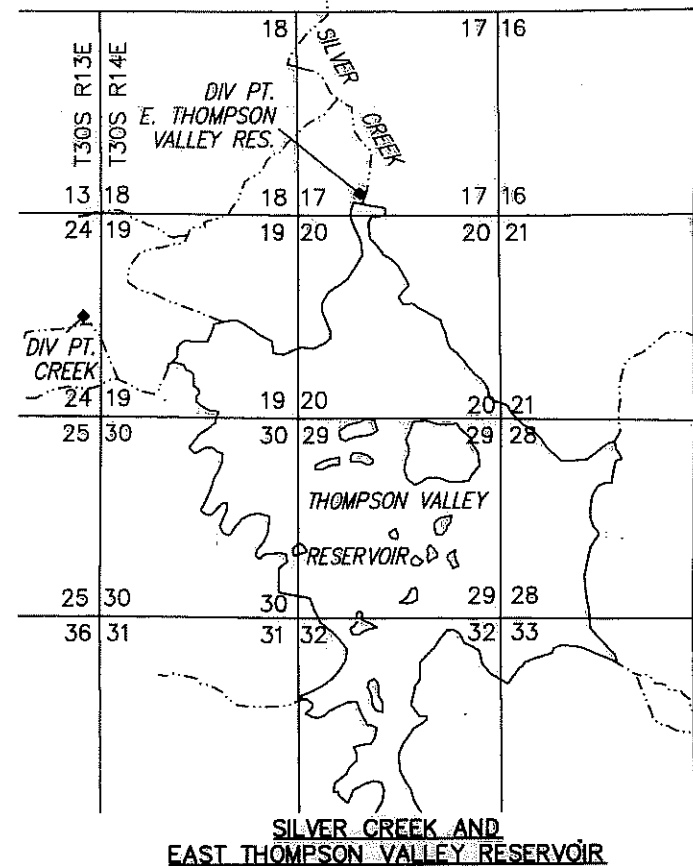 18
17 16
SILVER
CREEK
T30S R13E
T30S R14E
DIV PT.
E. THOMPSON
VALLEY RES.
13 18
18 17
17 16
24 19
19 20
20 21
DIV PT.
CREEK
24 19
19 20
20 21
25 30
30 29
29 28
THOMPSON VALLEY
RESERVOIR
25 30
30
29 28
36 31
31 32
32 33
SILVER CREEK AND
EAST THOMPSON VALLEY RESERVOIR